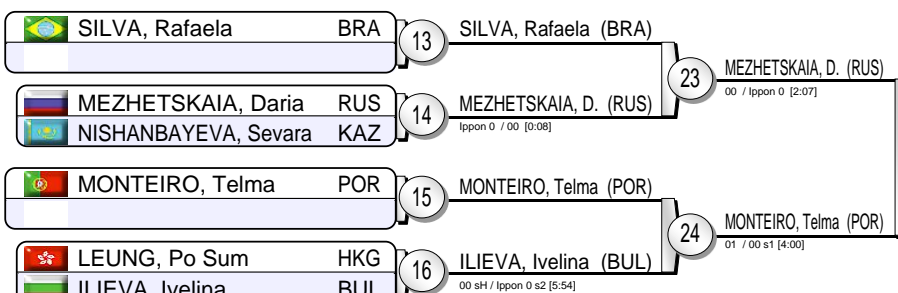 SILVA, Rafaela BRA
13
SILVA, Rafaela (BRA)
23
MEZHETSKAIA, D. (RUS)
00 / Ippon 0 [2:07]
MEZHETSKAIA, Daria RUS
NISHANBAYEVA, Sevara KAZ
14
MEZHETSKAIA, D. (RUS)
Ippon 0 / 00 [0:08]
MONTEIRO, Telma POR
15
MONTEIRO, Telma (POR)
24
MONTEIRO, Telma (POR)
01 / 00 s1 [4:00]
LEUNG, Po Sum HKG
ILIEVA, Ivelina BUL
16
ILIEVA, Ivelina (BUL)
00 sH / Ippon 0 s2 [5:54]